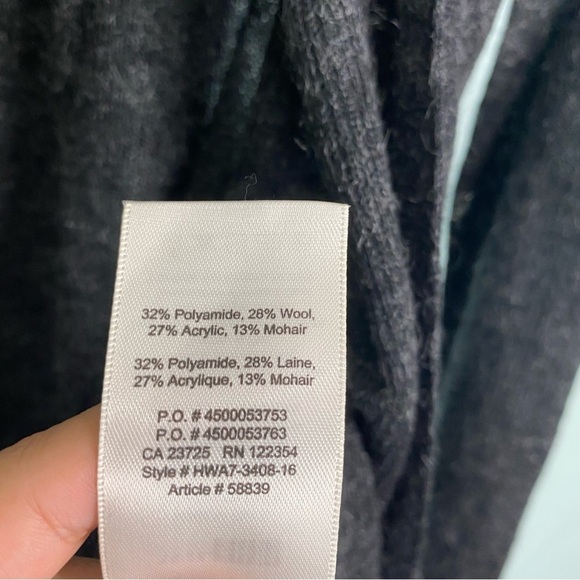 32% Polyamide, 28% Wool,
27% Acrylic, 13% Mohair
32% Polyamide, 28% Laine,
27% Acrylique, 13% Mohair
P.O. # 4500053753
P.O. # 4500053763
CA 23725 RN 122354
Style # HWA7-3408-16
Article # 58839